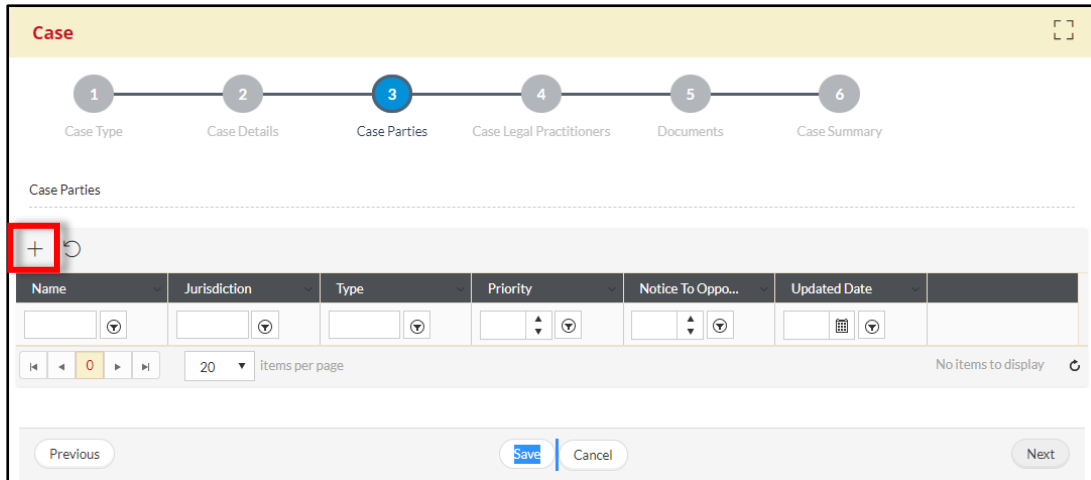 Case
1 2 3 4 5 6
Case Type Case Details Case Parties Case Legal Practitioners Documents Case Summary
Case Parties
Name Jurisdiction Type Priority Notice To Oppo... Updated Date
0 20 items per page No items to display
Previous Save Cancel Next